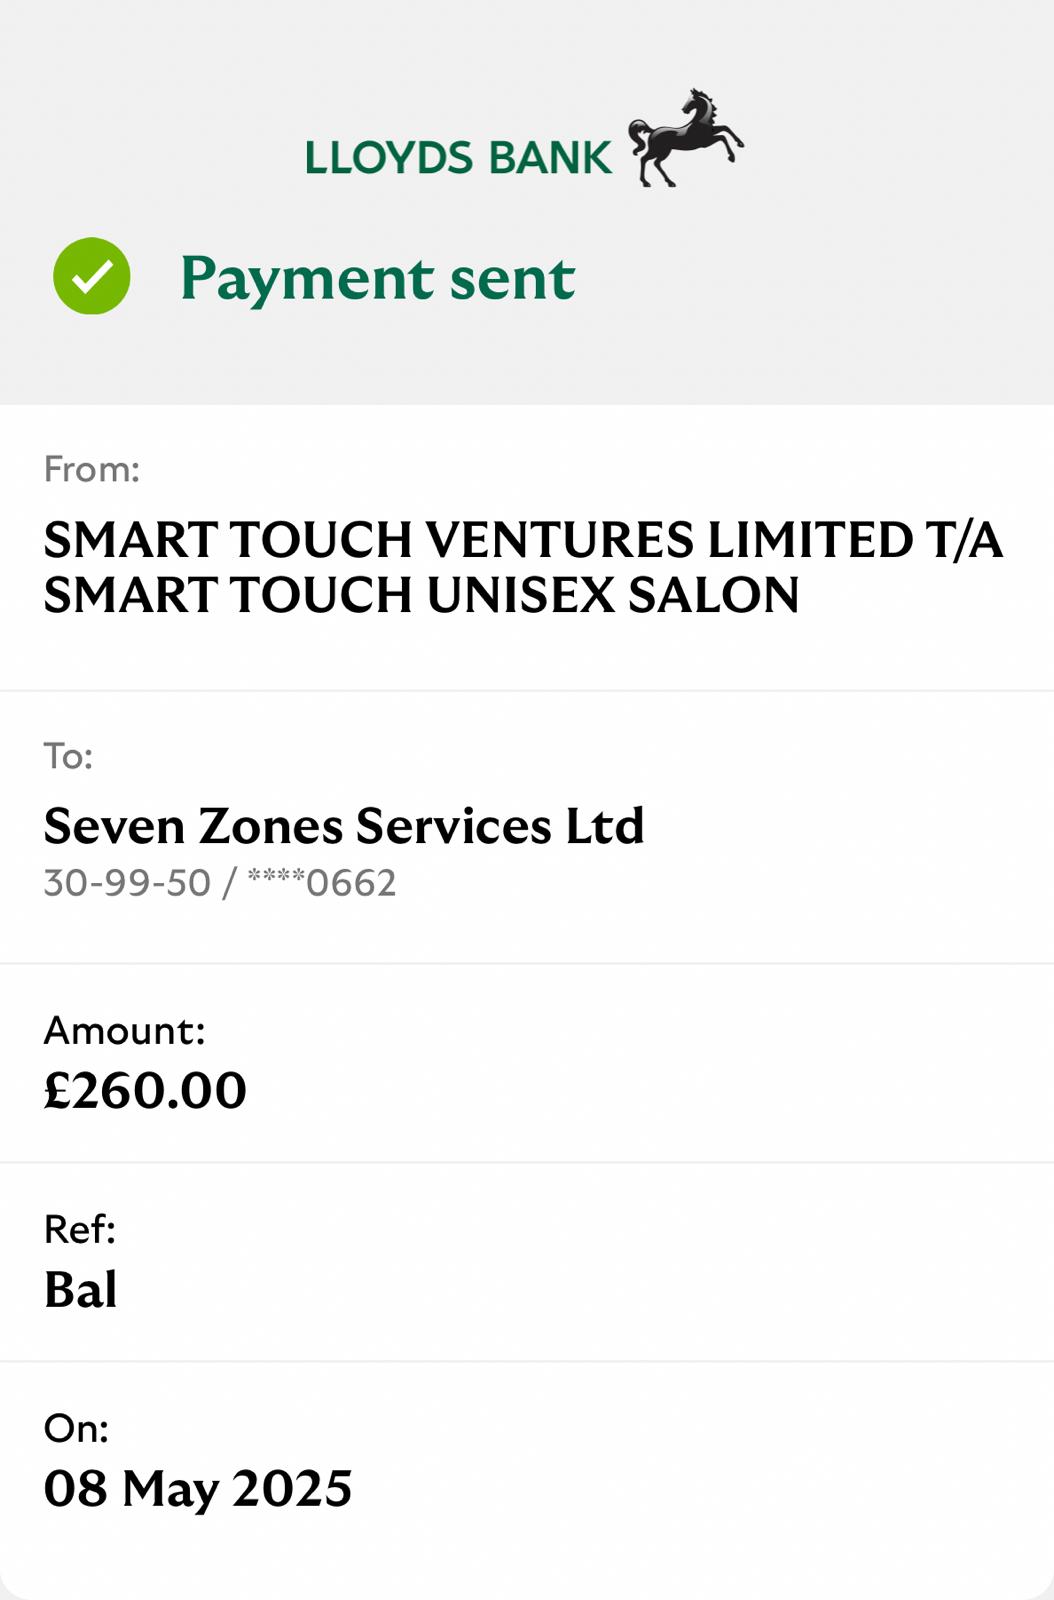 LLOYDS BANK
Payment sent
From:
SMART TOUCH VENTURES LIMITED T/A
SMART TOUCH UNISEX SALON
To:
Seven Zones Services Ltd
30-99-50 / ****0662
Amount:
£260.00
Ref:
Bal
On:
08 May 2025